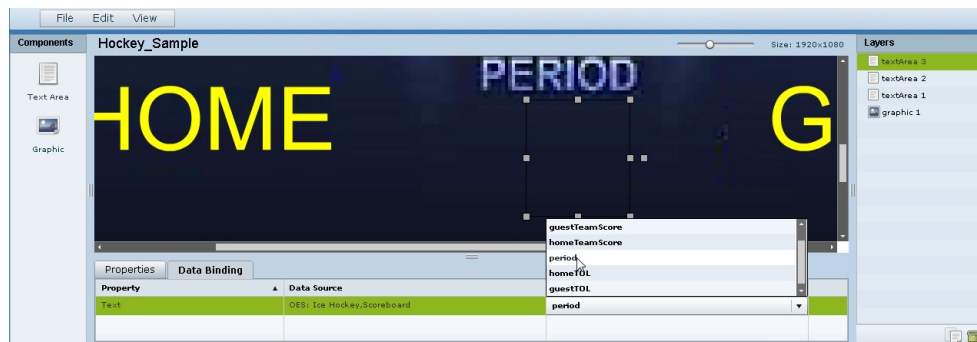 File Edit View
Components
Hockey_Sample
Size: 1920x1080
Layers
Text Area
Graphic
PERIOD
HOME
G
textArea 3
textArea 2
textArea 1
graphic 1
guestTeamScore
homeTeamScore
period
homeTOL
guestTOL
Properties Data Binding
Property Data Source
Text OES: Ice Hockey,Scoreboard period